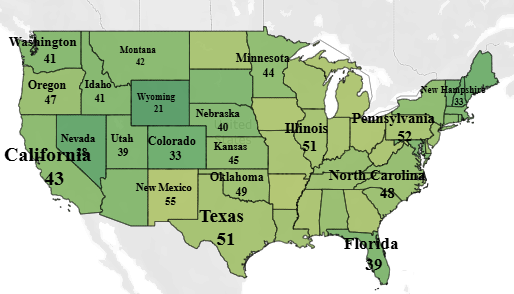 Washington
41
Montana
42
Minnesota
44
Oregon
47
Idaho
41
Wyoming
21
New Hampshire
33
Nebraska
40
Pennsylvania
52
Illinois
51
Nevada
Utah
39
Colorado
33
Kansas
45
California
43
New Mexico
55
Oklahoma
49
North Carolina
48
Texas
51
Florida
39